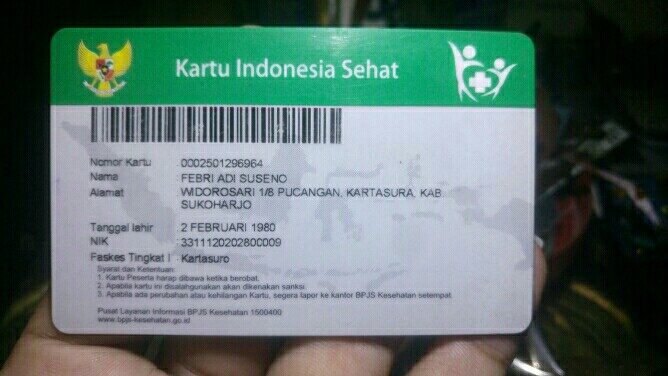 Kartu Indonesia Sehat
Nomor Kartu : 0002501296964
Nama : FEBRI ADI SUSENO
Alamat : WIDOROSARI 1/8 PUCANGAN, KARTASURA, KAB
SUKOHARJO
Tanggal lahir : 2 FEBRUARI 1980
NIK : 3311120202800009
Faskes Tingkat I : Kartasuro
Syarat dan Ketentuan:
1. Kartu Peserta harap dibawa ketika berobat.
2. Apabila kartu ini disalahgunakan akan dikenakan sanksi.
3. Apabila ada perubahan atau kehilangan Kartu, segera lapor ke kantor BPJS Kesehatan setempat.
Pusat Layanan Informasi BPJS Kesehatan 1500400
www.bpjs-kesehatan.go.id